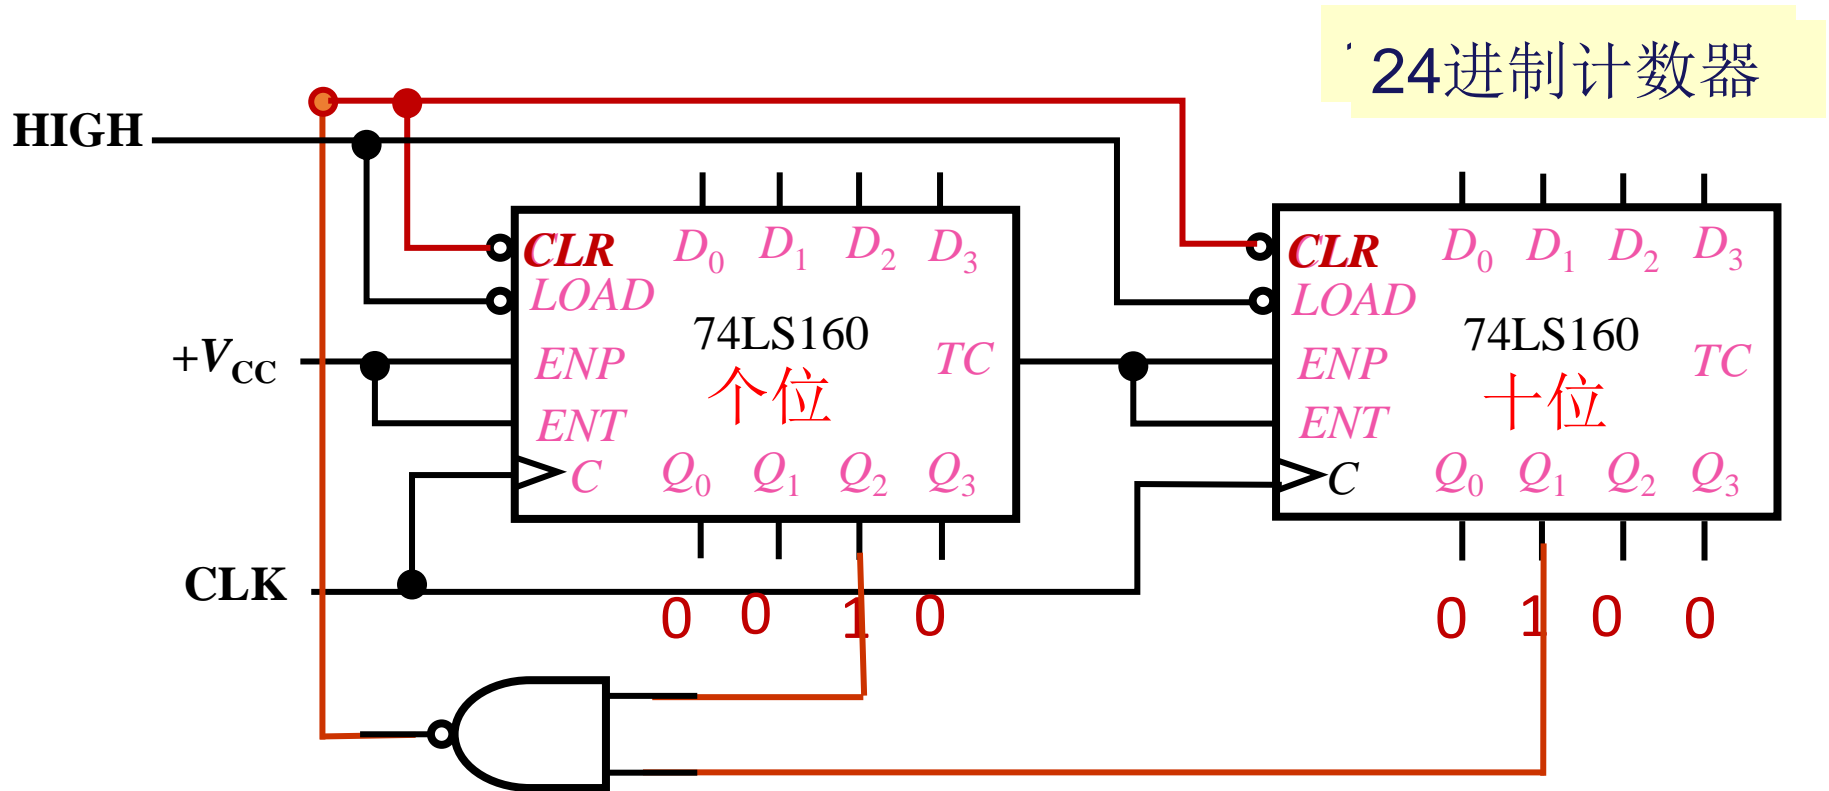 24进制计数器
HIGH
CLR D0 D1 D2 D3
LOAD
74LS160
+VCC ENP TC
个位
ENT
C Q0 Q1 Q2 Q3
CLR D0 D1 D2 D3
LOAD
74LS160
ENP TC
十位
ENT
C Q0 Q1 Q2 Q3
CLK
0 0 1 0
0 1 0 0